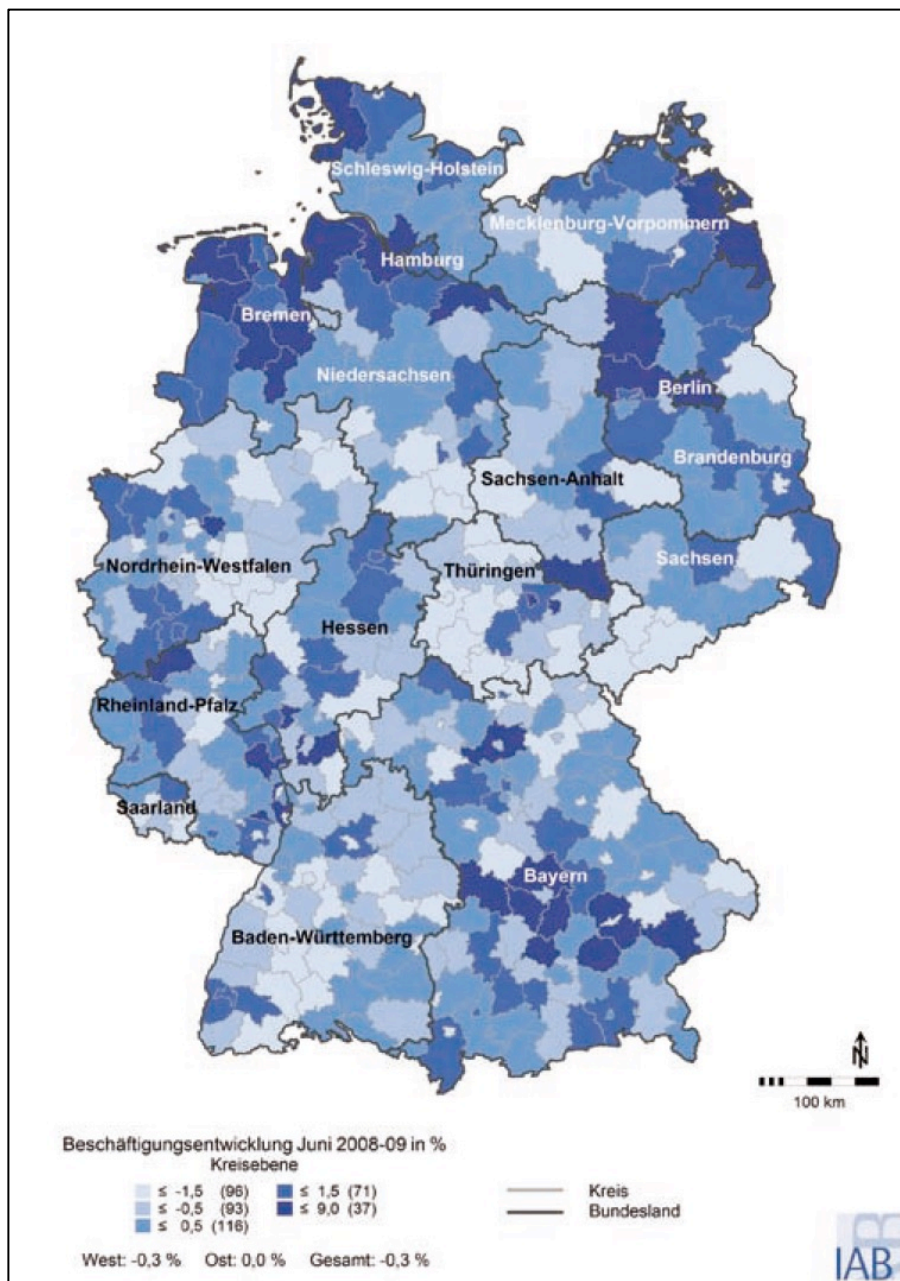 Schleswig-Holstein
Mecklenburg-Vorpommern
Hamburg
Bremen
Niedersachsen
Berlin
Brandenburg
Sachsen-Anhalt
Nordrhein-Westfalen
Thüringen
Sachsen
Hessen
Rheinland-Pfalz
Saarland
Bayern
Baden-Württemberg
N
100 km
Beschäftigungsentwicklung Juni 2008-09 in %
Kreisebene
≤ -1,5 (96)
≤ -0,5 (93)
≤ 0,5 (116)
≤ 1,5 (71)
≤ 9,0 (37)
Kreis
Bundesland
West: -0,3 % Ost: 0,0 % Gesamt: -0,3 %
IAB